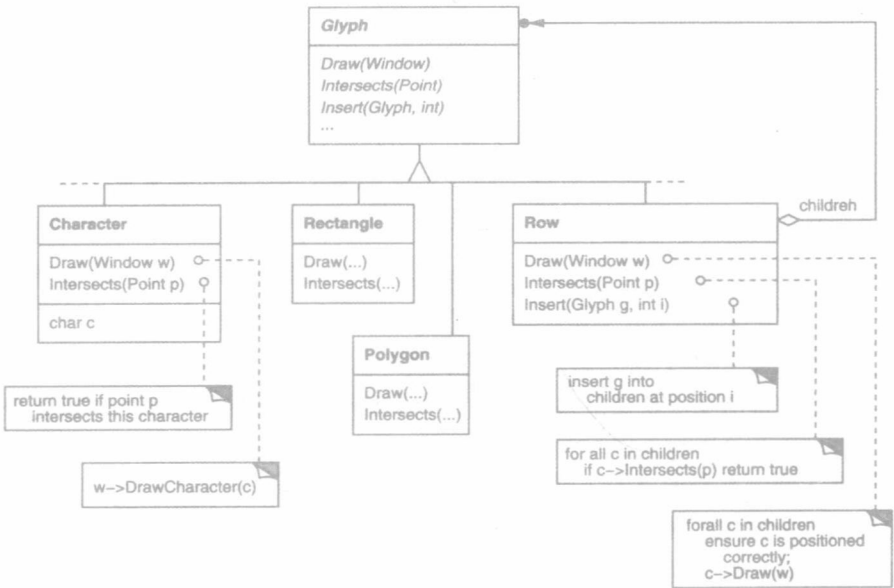 Glyph
Draw(Window)
Intersects(Point)
Insert(Glyph, int)
...
childreh
Character
Draw(Window w)
Intersects(Point p)
char c
Rectangle
Draw(...)
Intersects(...)
Row
Draw(Window w)
Intersects(Point p)
Insert(Glyph g, int i)
Polygon
Draw(...)
Intersects(...)
return true if point p
intersects this character
w->DrawCharacter(c)
insert g into
children at position i
for all c in children
if c->Intersects(p) return true
forall c in children
ensure c is positioned
correctly;
c->Draw(w)